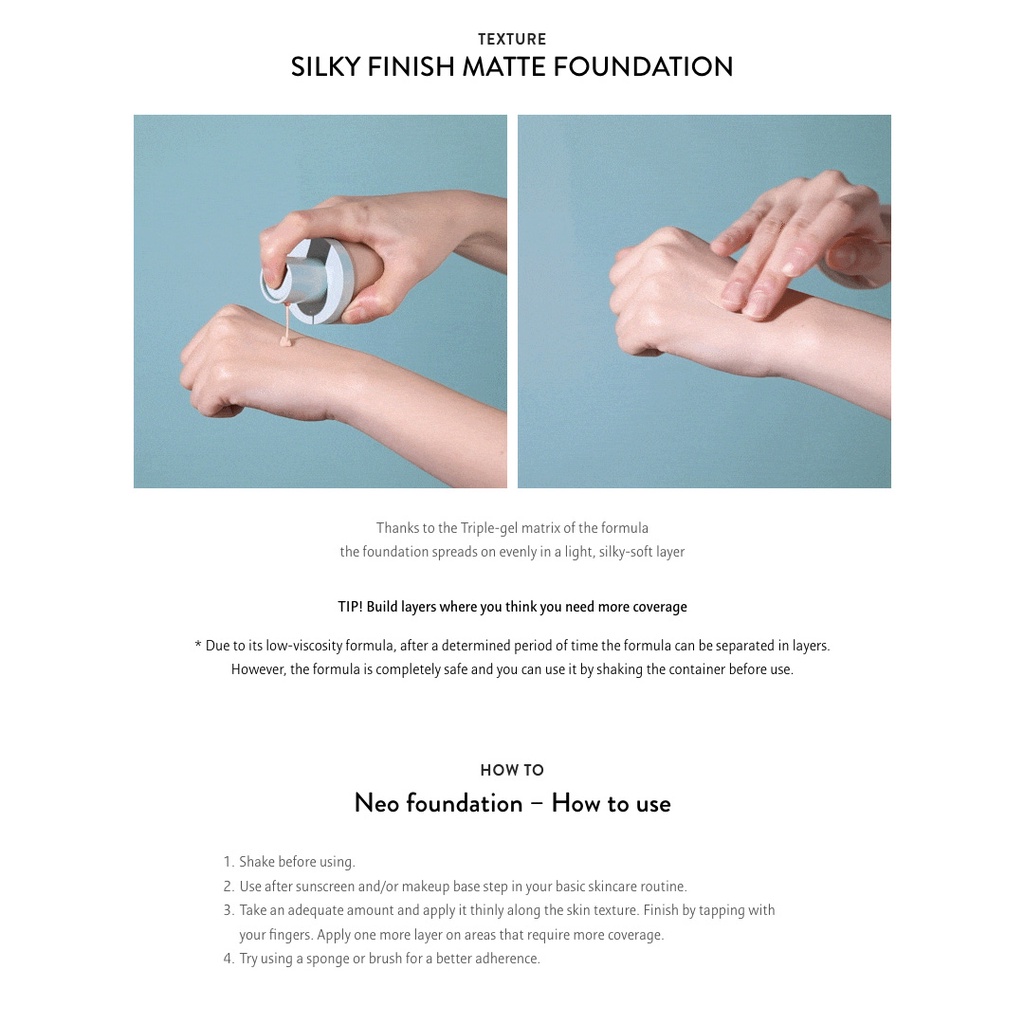 TEXTURE
SILKY FINISH MATTE FOUNDATION
Thanks to the Triple-gel matrix of the formula
the foundation spreads on evenly in a light, silky-soft layer
TIP! Build layers where you think you need more coverage
* Due to its low-viscosity formula, after a determined period of time the formula can be separated in layers.
However, the formula is completely safe and you can use it by shaking the container before use.
HOW TO
Neo foundation – How to use
1. Shake before using.
2. Use after sunscreen and/or makeup base step in your basic skincare routine.
3. Take an adequate amount and apply it thinly along the skin texture. Finish by tapping with
your fingers. Apply one more layer on areas that require more coverage.
4. Try using a sponge or brush for a better adherence.